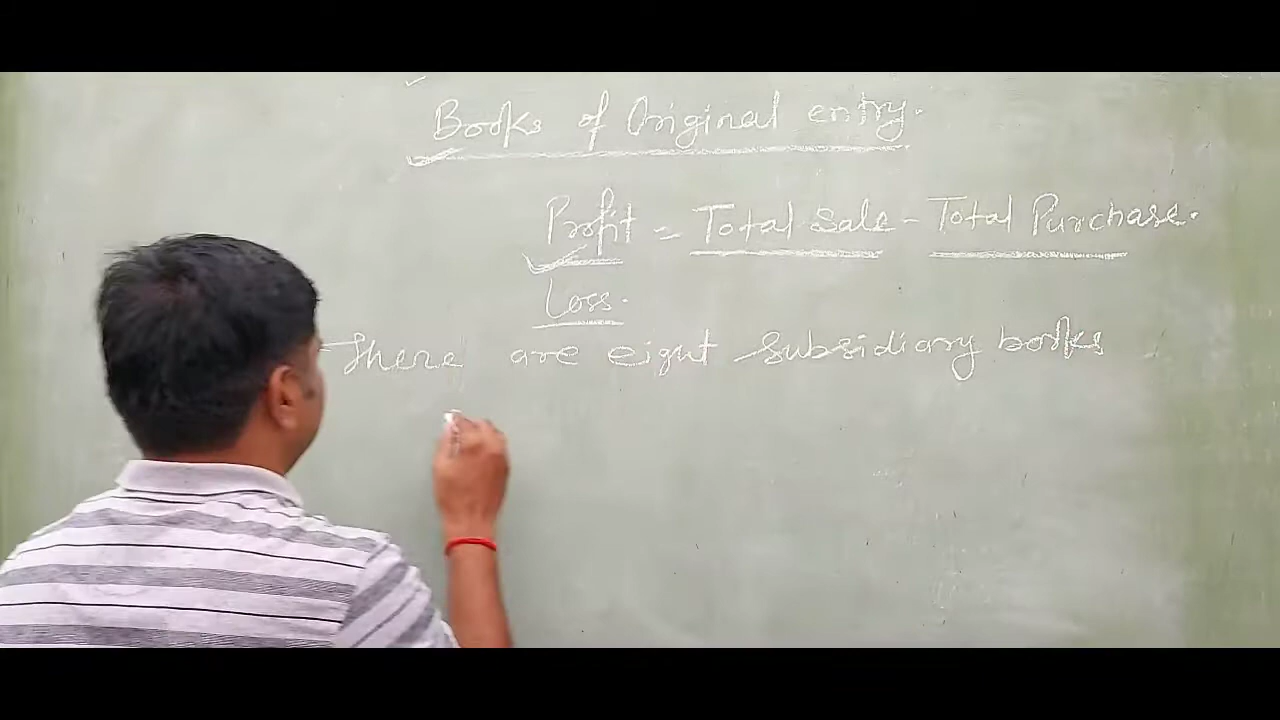 Books of Original entry.
Profit = Total Sale - Total Purchase.
Loss.
There are eight subsidiary books